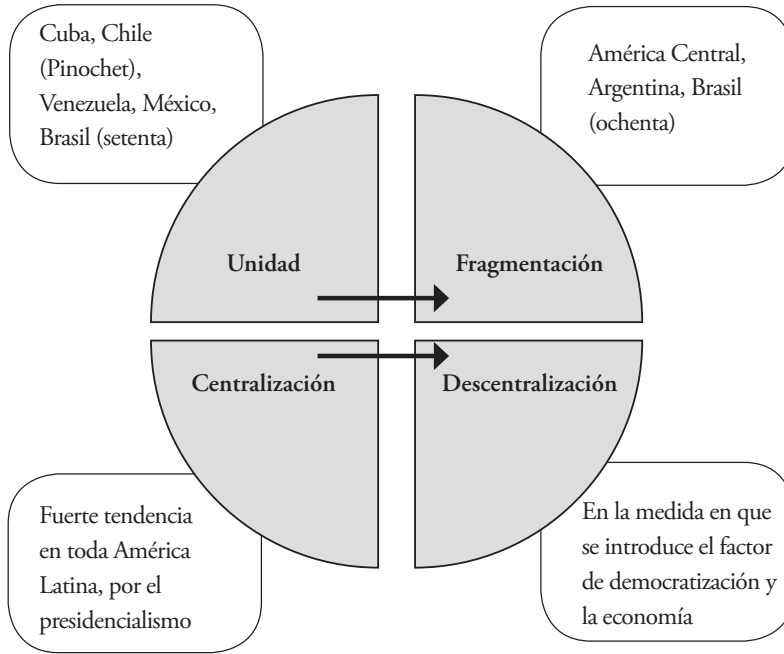 Cuba, Chile
(Pinochet),
Venezuela, México,
Brasil (setenta)
América Central,
Argentina, Brasil
(ochenta)
Unidad
Fragmentación
Centralización
Descentralización
Fuerte tendencia
en toda América
Latina, por el
presidencialismo
En la medida en que
se introduce el factor
de democratización y
la economía